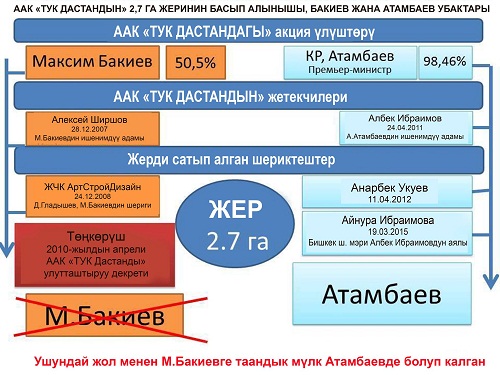 ААК «ТУК ДАСТАНДЫН» 2,7 ГА ЖЕРИНИН БАСЫП АЛЫНЫШЫ, БАКИЕВ ЖАНА АТАМБАЕВ УБАКТАРЫ
ААК «ТУК ДАСТАНДАГЫ» акция үлүштөрү
Максим Бакиев
50,5%
КР, Атамбаев
Премьер-министр
98,46%
ААК «ТУК ДАСТАНДЫН» жетекчилери
Алексей Ширшов
28.12.2007
М.Бакиевдин ишенимдүү адамы
Албек Ибраимов
24.04.2011
А.Атамбаевдин ишенимдүү адамы
Жерди сатып алган шериктештер
ЖЧК АртСтройДизайн
24.12.2008
Д.Гладышев, М.Бакиевдин шериги
ЖЕР
2.7 га
Анарбек Укуев
11.04.2012
Айнура Ибраимова
19.03.2015
Бишкек ш. мэри Албек Ибраимовдун аялы
Төңкөрүш
2010-жылдын апрели
ААК «ТУК Дастанды»
улутташтыруу декрети
М.Бакиев
Атамбаев
Ушундай жол менен М.Бакиевге таандык мүлк Атамбаевде болуп калган